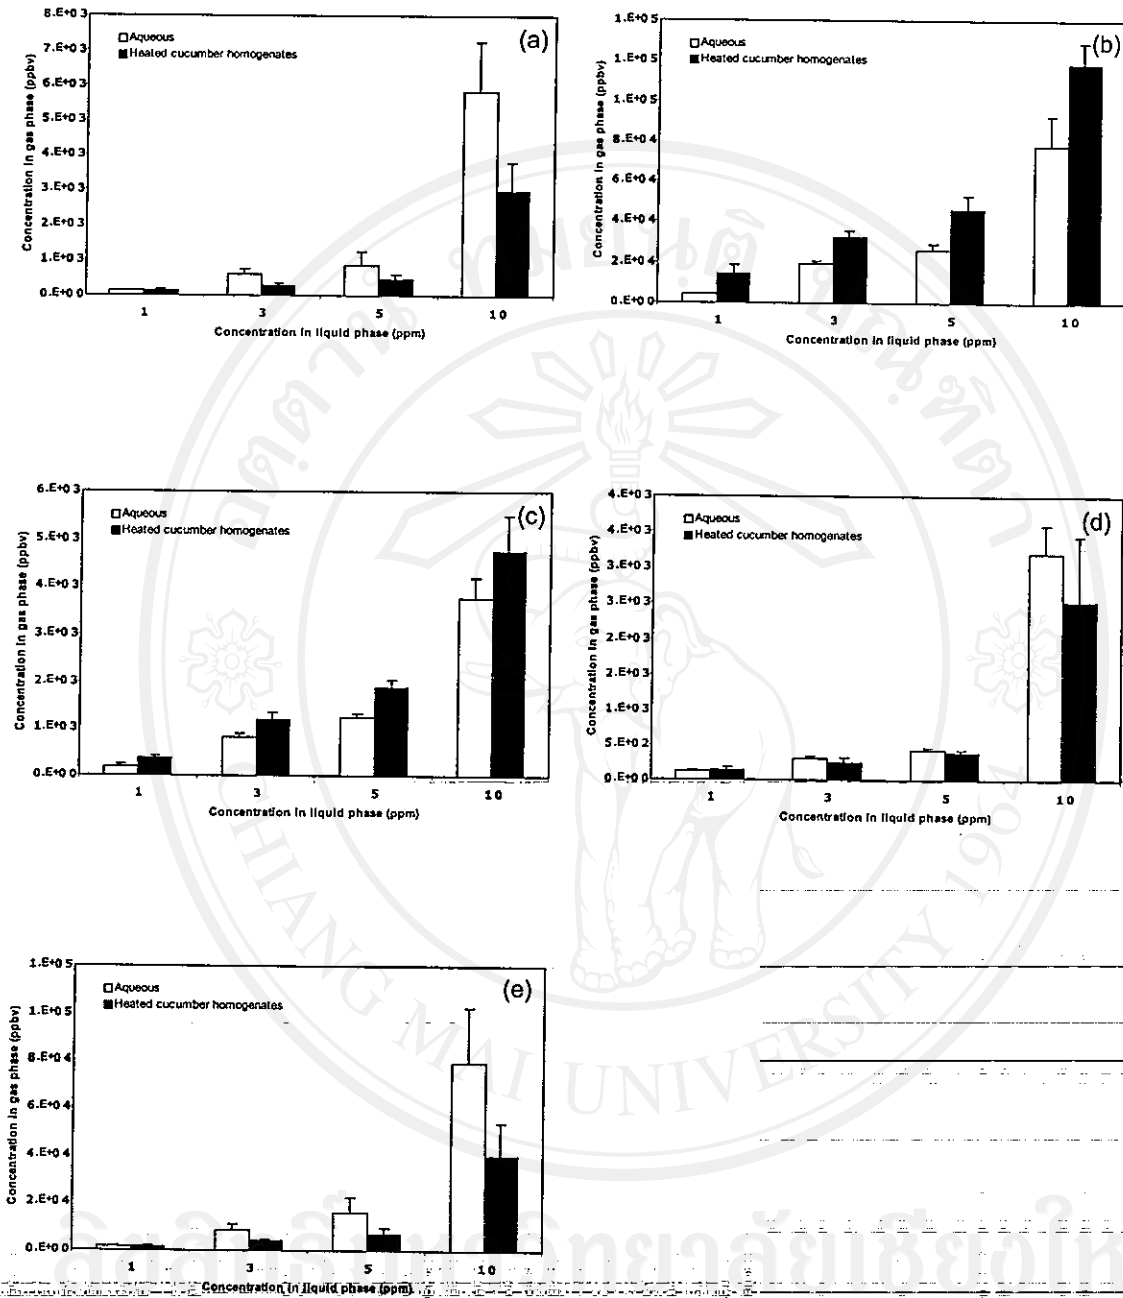 (a)
Aqueous
Heated cucumber homogenates
Concentration in gas phase (ppbv)
8.E+03
7.E+03
6.E+03
5.E+03
4.E+03
3.E+03
2.E+03
1.E+03
0.E+00
1 3 5 10
Concentration in liquid phase (ppm)
(b)
Aqueous
Heated cucumber homogenates
Concentration in gas phase (ppbv)
1.E+05
1.E+05
1.E+05
8.E+04
6.E+04
4.E+04
2.E+04
0.E+00
1 3 5 10
Concentration in liquid phase (ppm)
(c)
Aqueous
Heated cucumber homogenates
Concentration in gas phase (ppbv)
6.E+03
5.E+03
4.E+03
3.E+03
2.E+03
1.E+03
0.E+00
1 3 5 10
Concentration in liquid phase (ppm)
(d)
Aqueous
Heated cucumber homogenates
Concentration in gas phase (ppbv)
4.E+03
4.E+03
3.E+03
3.E+03
2.E+03
2.E+03
1.E+03
5.E+02
0.E+00
1 3 5 10
Concentration in liquid phase (ppm)
(e)
Aqueous
Heated cucumber homogenates
Concentration in gas phase (ppbv)
1.E+05
1.E+05
8.E+04
6.E+04
4.E+04
2.E+04
0.E+00
1 3 5 10
Concentration in liquid phase (ppm)
CHIANG MAI UNIVERSITY 1964